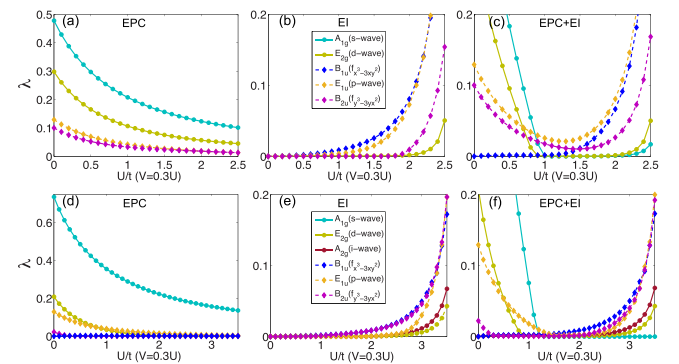 (a) EPC
(b) EI
(c) EPC+EI
λ
0.5
0.4
0.3
0.2
0.1
0
0 0.5 1 1.5 2 2.5
U/t (V=0.3U)
0.2
0.1
0
A1g(s−wave)
E2g(d−wave)
B1u(fx³−3xy²)
E1u(p−wave)
B2u(fy³−3yx²)
0 0.5 1 1.5 2 2.5
U/t (V=0.3U)
0.2
0.1
0
0 0.5 1 1.5 2 2.5
U/t (V=0.3U)
(d) EPC
(e) EI
(f) EPC+EI
λ
0.6
0.4
0.2
0
0 1 2 3
U/t (V=0.3U)
0.2
0.1
0
A1g(s−wave)
E2g(d−wave)
A2g(i−wave)
B1u(fx³−3xy²)
E1u(p−wave)
B2u(fy³−3yx²)
0 1 2 3
U/t (V=0.3U)
0.2
0.1
0
0 1 2 3
U/t (V=0.3U)